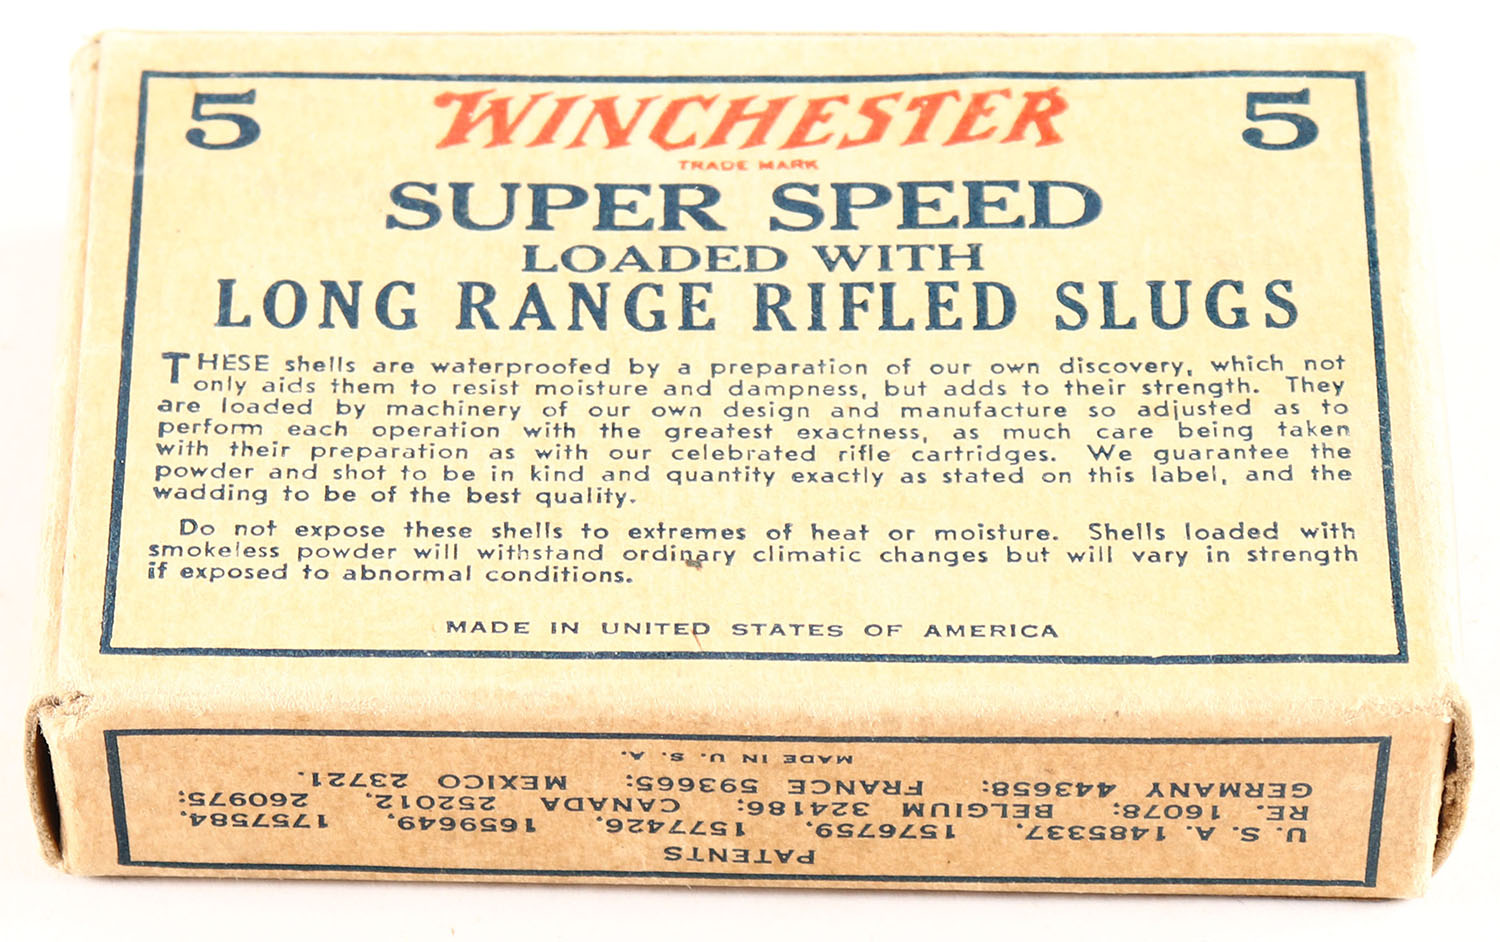 5 WINCHESTER 5
TRADE MARK
SUPER SPEED
LOADED WITH
LONG RANGE RIFLED SLUGS
THESE shells are waterproofed by a preparation of our own discovery, which not
only aids them to resist moisture and dampness, but adds to their strength. They
are loaded by machinery of our own design and manufacture so adjusted as to
perform each operation with the greatest exactness, as much care being taken
with their preparation as with our celebrated rifle cartridges. We guarantee the
powder and shot to be in kind and quantity exactly as stated on this label, and the
wadding to be of the best quality.
Do not expose these shells to extremes of heat or moisture. Shells loaded with
smokeless powder will withstand ordinary climatic changes but will vary in strength
if exposed to abnormal conditions.
MADE IN UNITED STATES OF AMERICA
PATENTS
U. S. A. 1485337. 1576759. 1577426. 1659649. 1757584.
RE. 16078; BELGIUM 324186; CANADA 252012. 260975;
GERMANY 443658; FRANCE 593665; MEXICO 23721.
MADE IN U. S. A.